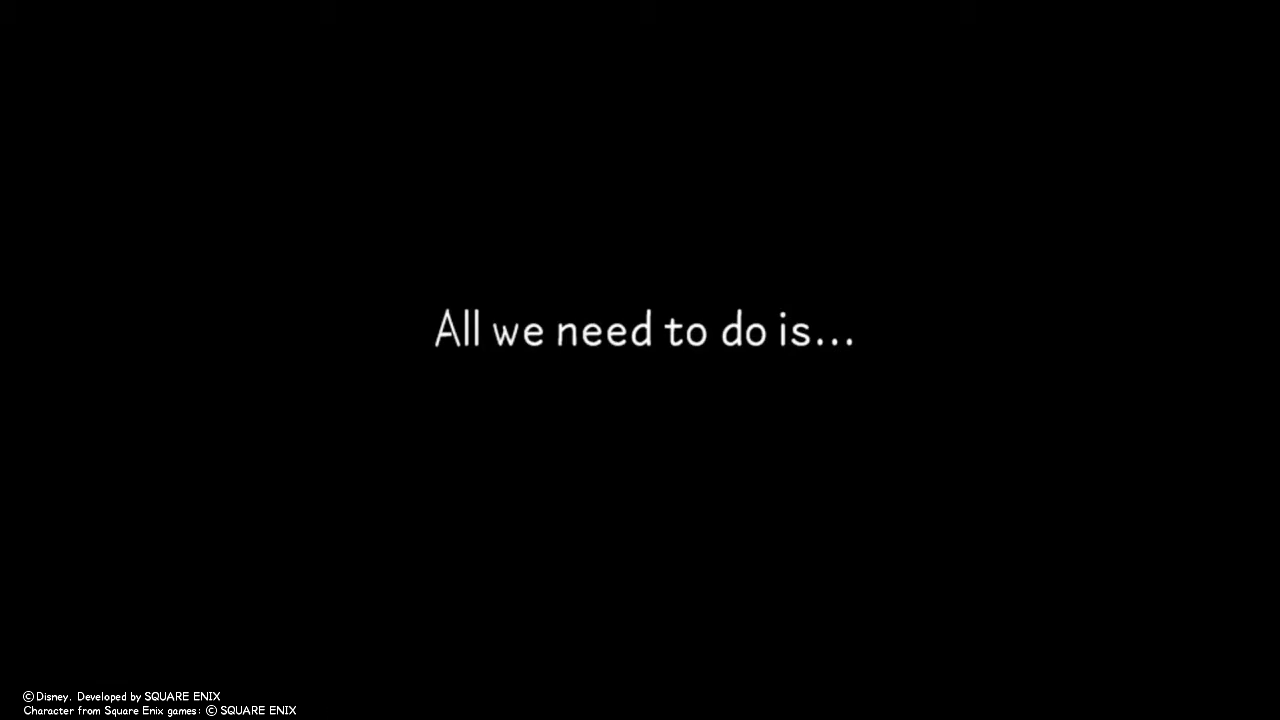 All we need to do is...
©Disney. Developed by SQUARE ENIX
Character from Square Enix games: © SQUARE ENIX